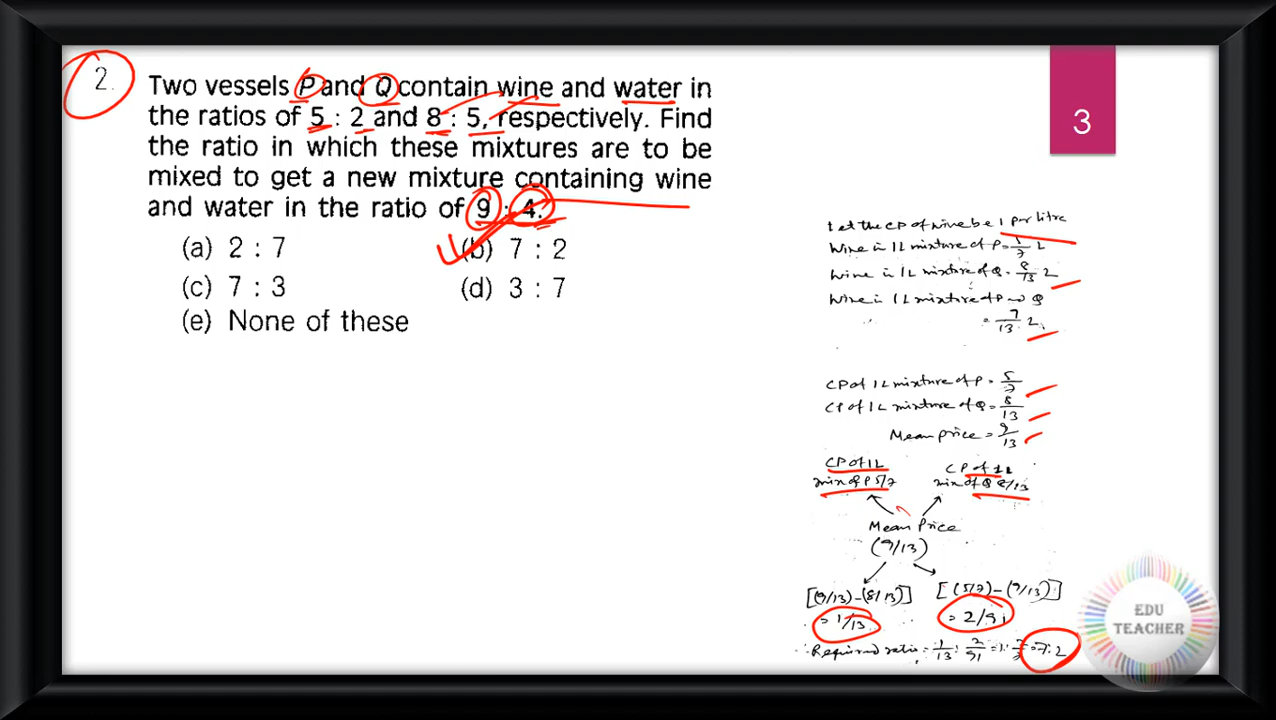 3
2.
Two vessels P and Q contain wine and water in
the ratios of 5 : 2 and 8 : 5, respectively. Find
the ratio in which these mixtures are to be
mixed to get a new mixture containing wine
and water in the ratio of 9 : 4.
(a) 2 : 7
(b) 7 : 2
(c) 7 : 3
(d) 3 : 7
(e) None of these
Let the CP of wine be 1 per litre
Wine in 1L mixture of P =
Wine in 1L mixture of Q = 8/13
Wine in 1L mixture of P Q
=
CP of 1L mixture of P = 5/7
CP of 1L mixture of Q = 8/13
Mean Price = 9/13
CP of 1L
mix of P 5/7
CP of 1L
mix of Q 8/13
Mean Price
(9/13)
[(9/13)-(8/13)]
= 1/13
[(5/7)-(9/13)]
= 2/91
Required ratio = 1/13 : 2/91 = 7:2
EDU
TEACHER